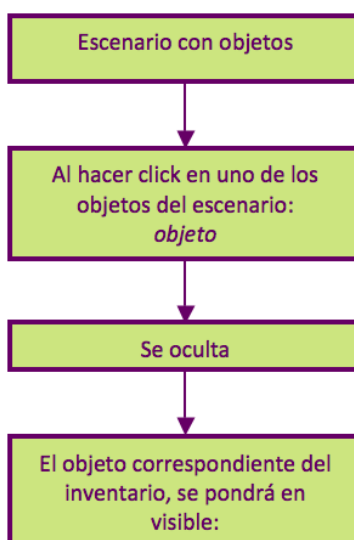 Escenario con objetos
Al hacer click en uno de los
objetos del escenario:
objeto
Se oculta
El objeto correspondiente del
inventario, se pondrá en
visible: